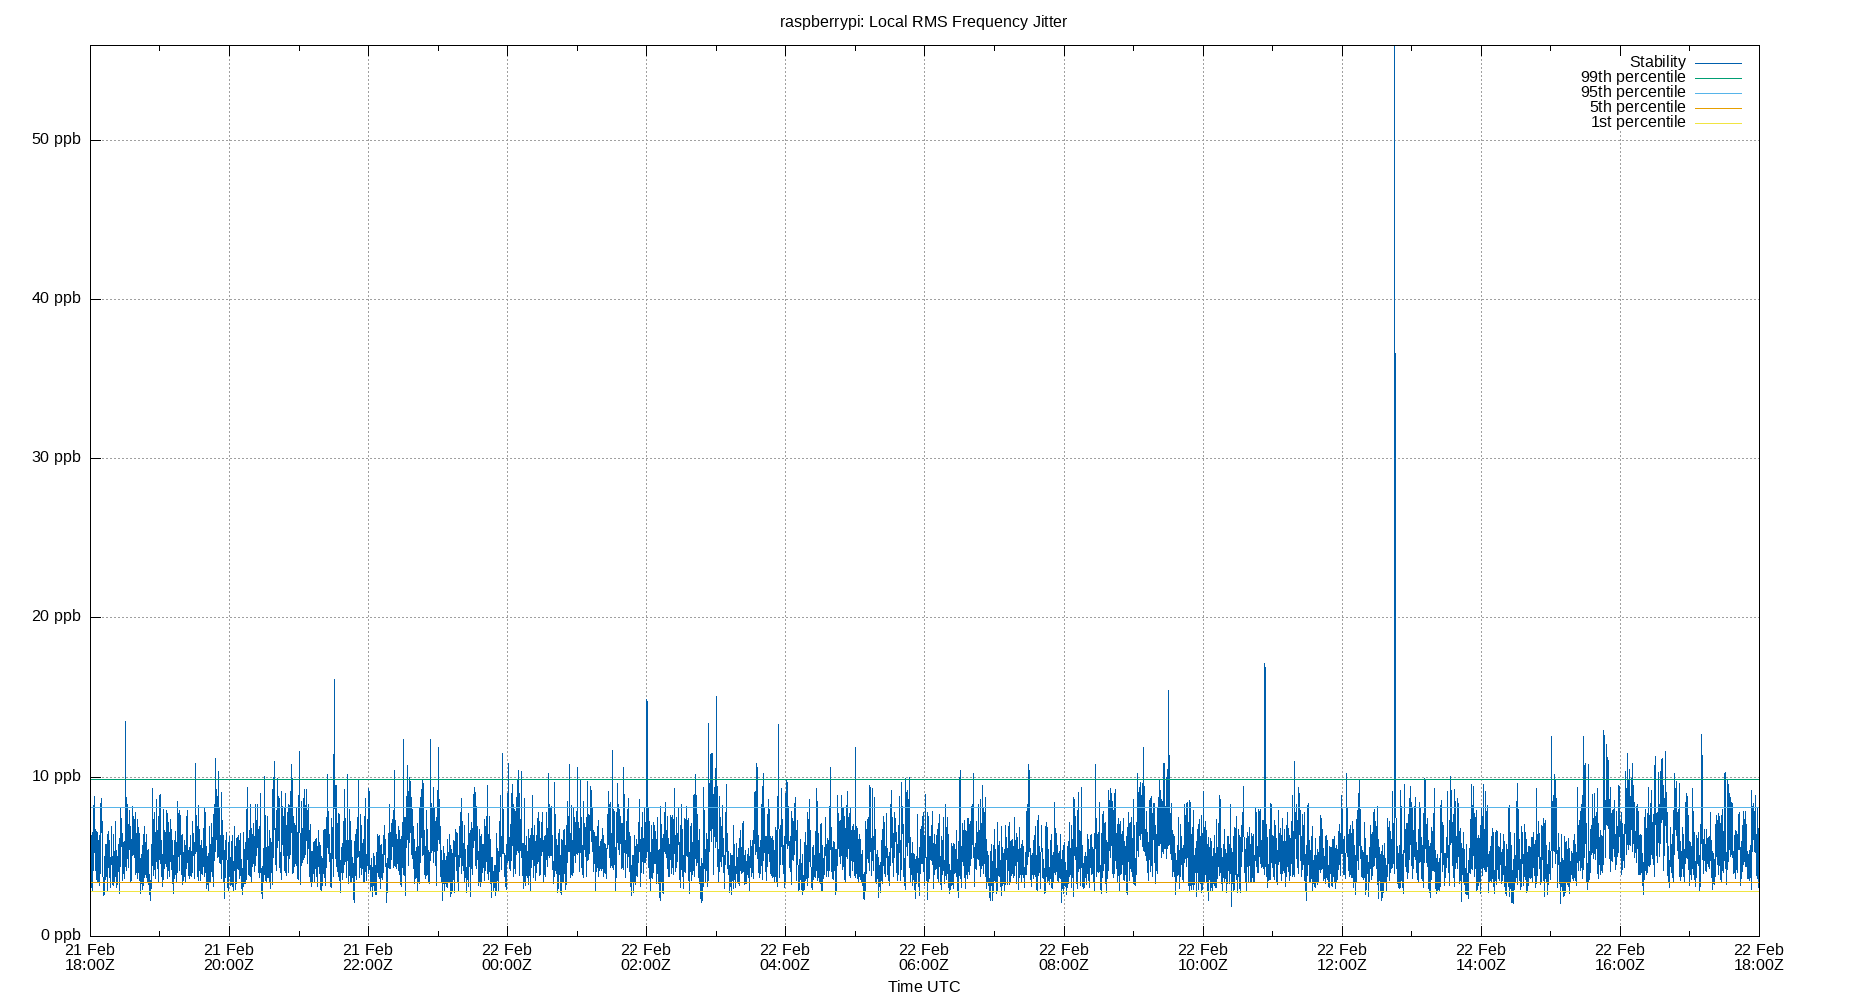 raspberrypi: Local RMS Frequency Jitter
Stability
99th percentile
95th percentile
5th percentile
1st percentile
50 ppb
40 ppb
30 ppb
20 ppb
10 ppb
0 ppb
21 Feb 21 Feb 21 Feb 22 Feb 22 Feb 22 Feb 22 Feb 22 Feb 22 Feb 22 Feb 22 Feb 22 Feb 22 Feb
18:00Z 20:00Z 22:00Z 00:00Z 02:00Z 04:00Z 06:00Z 08:00Z 10:00Z 12:00Z 14:00Z 16:00Z 18:00Z
Time UTC